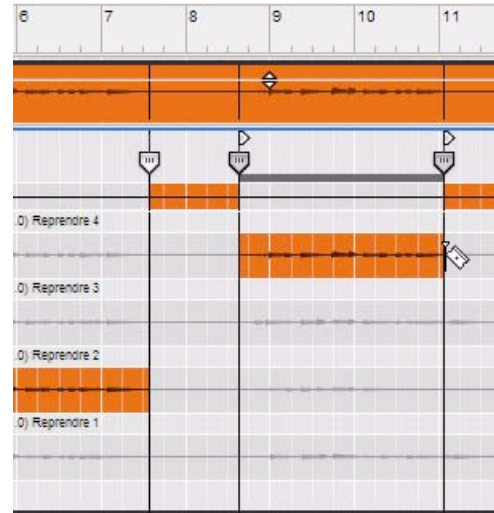 6 7 8 9 10 11
.0) Reprendre 4
.0) Reprendre 3
.0) Reprendre 2
.0) Reprendre 1